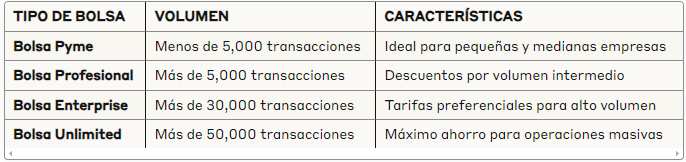 TIPO DE BOLSA VOLUMEN CARACTERÍSTICAS
Bolsa Pyme Menos de 5,000 transacciones Ideal para pequeñas y medianas empresas
Bolsa Profesional Más de 5,000 transacciones Descuentos por volumen intermedio
Bolsa Enterprise Más de 30,000 transacciones Tarifas preferenciales para alto volumen
Bolsa Unlimited Más de 50,000 transacciones Máximo ahorro para operaciones masivas